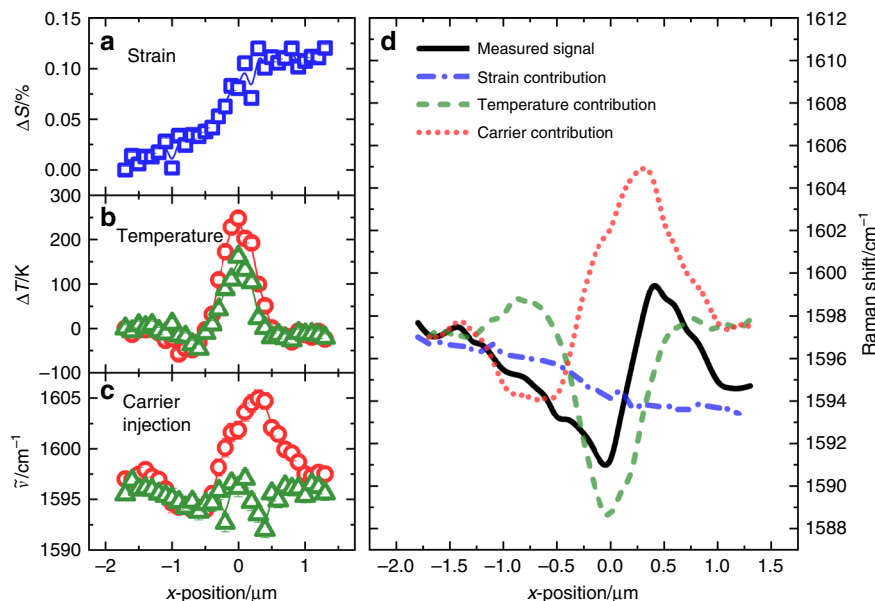 a
Strain
0.15
0.10
0.05
0.00
ΔS/%
b
Temperature
300
200
100
0
−100
ΔT/K
c
Carrier
injection
1605
1600
1595
1590
ṽ/cm⁻¹
−1 0 1
x-position/μm
d
Measured signal
Strain contribution
Temperature contribution
Carrier contribution
1612
1610
1608
1606
1604
1602
1600
1598
1596
1594
1592
1590
1588
Raman shift/cm⁻¹
−2.0 −1.5 −1.0 −0.5 0.0 0.5 1.0 1.5
x-position/μm